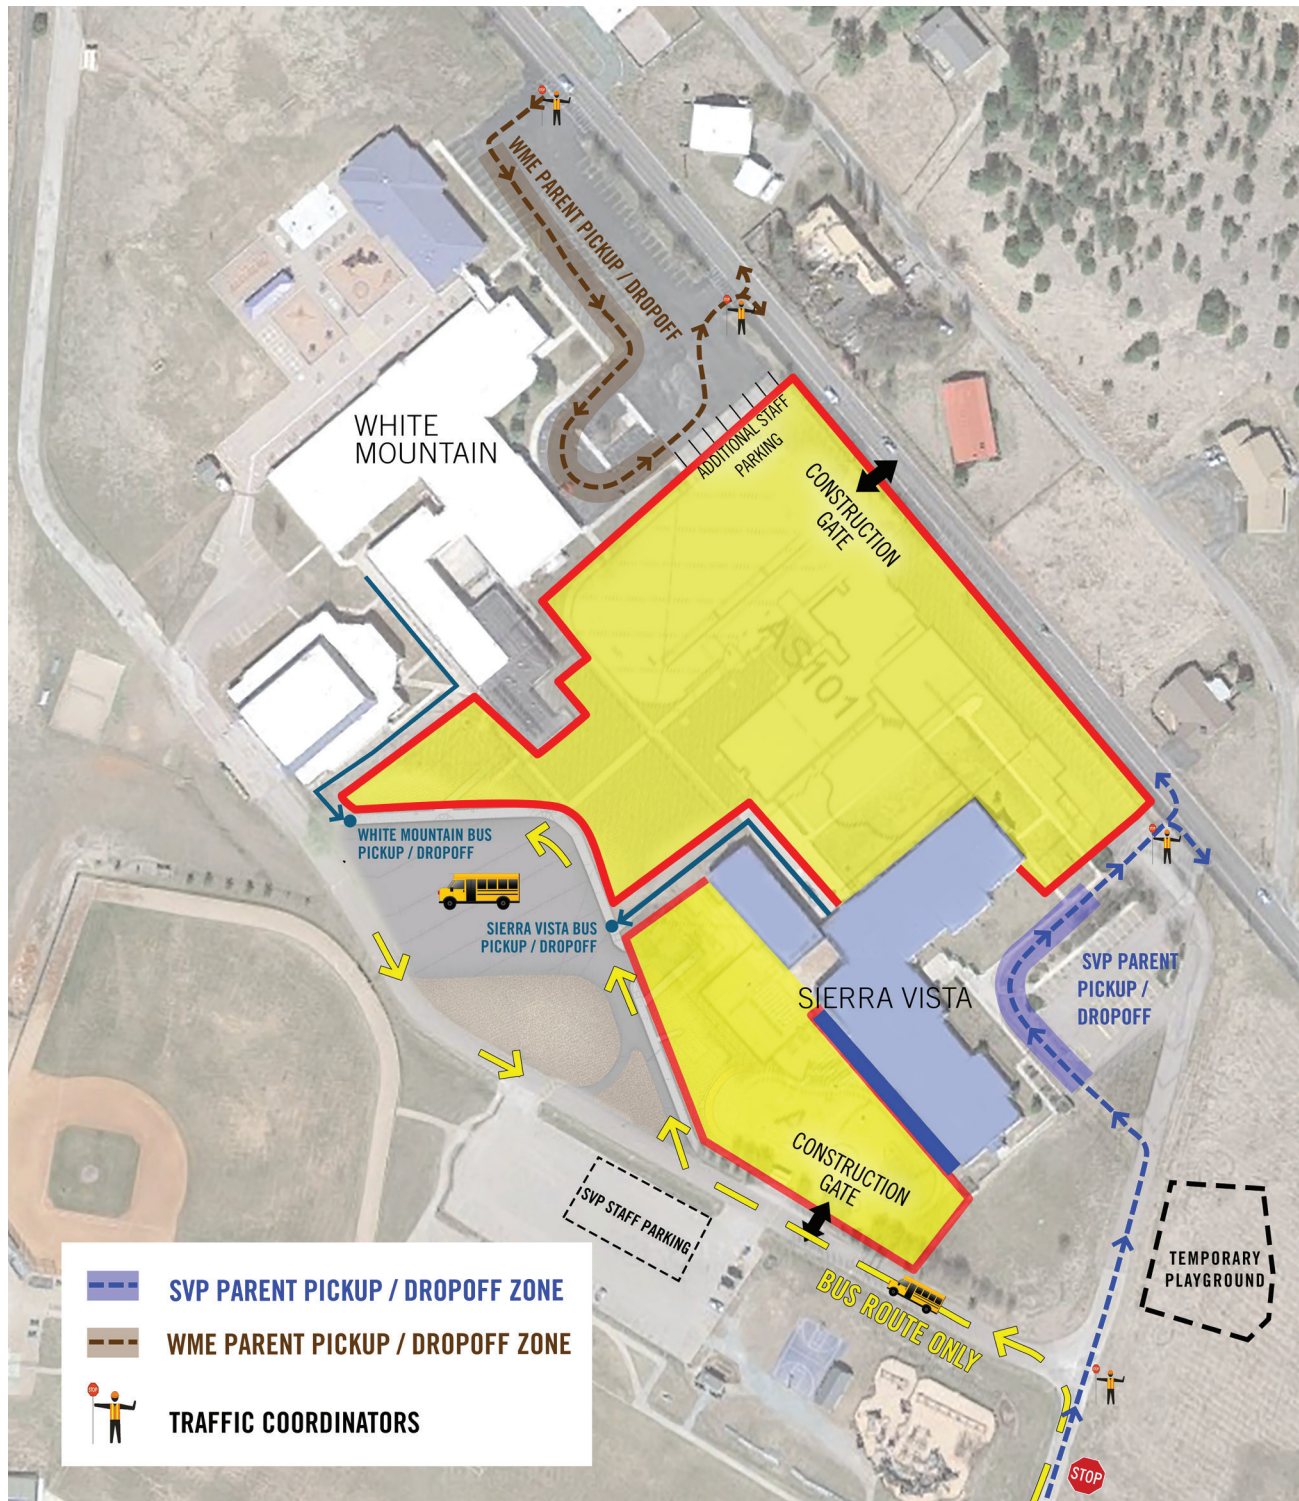 WME PARENT PICKUP / DROPOFF
WHITE
MOUNTAIN
ADDITIONAL STAFF
PARKING
CONSTRUCTION
GATE
AS101
WHITE MOUNTAIN BUS
PICKUP / DROPOFF
SIERRA VISTA BUS
PICKUP / DROPOFF
SVP PARENT
PICKUP /
DROPOFF
SIERRA VISTA
CONSTRUCTION
GATE
SVP STAFF PARKING
TEMPORARY
PLAYGROUND
BUS ROUTE ONLY
SVP PARENT PICKUP / DROPOFF ZONE
WME PARENT PICKUP / DROPOFF ZONE
STOP
TRAFFIC COORDINATORS
STOP